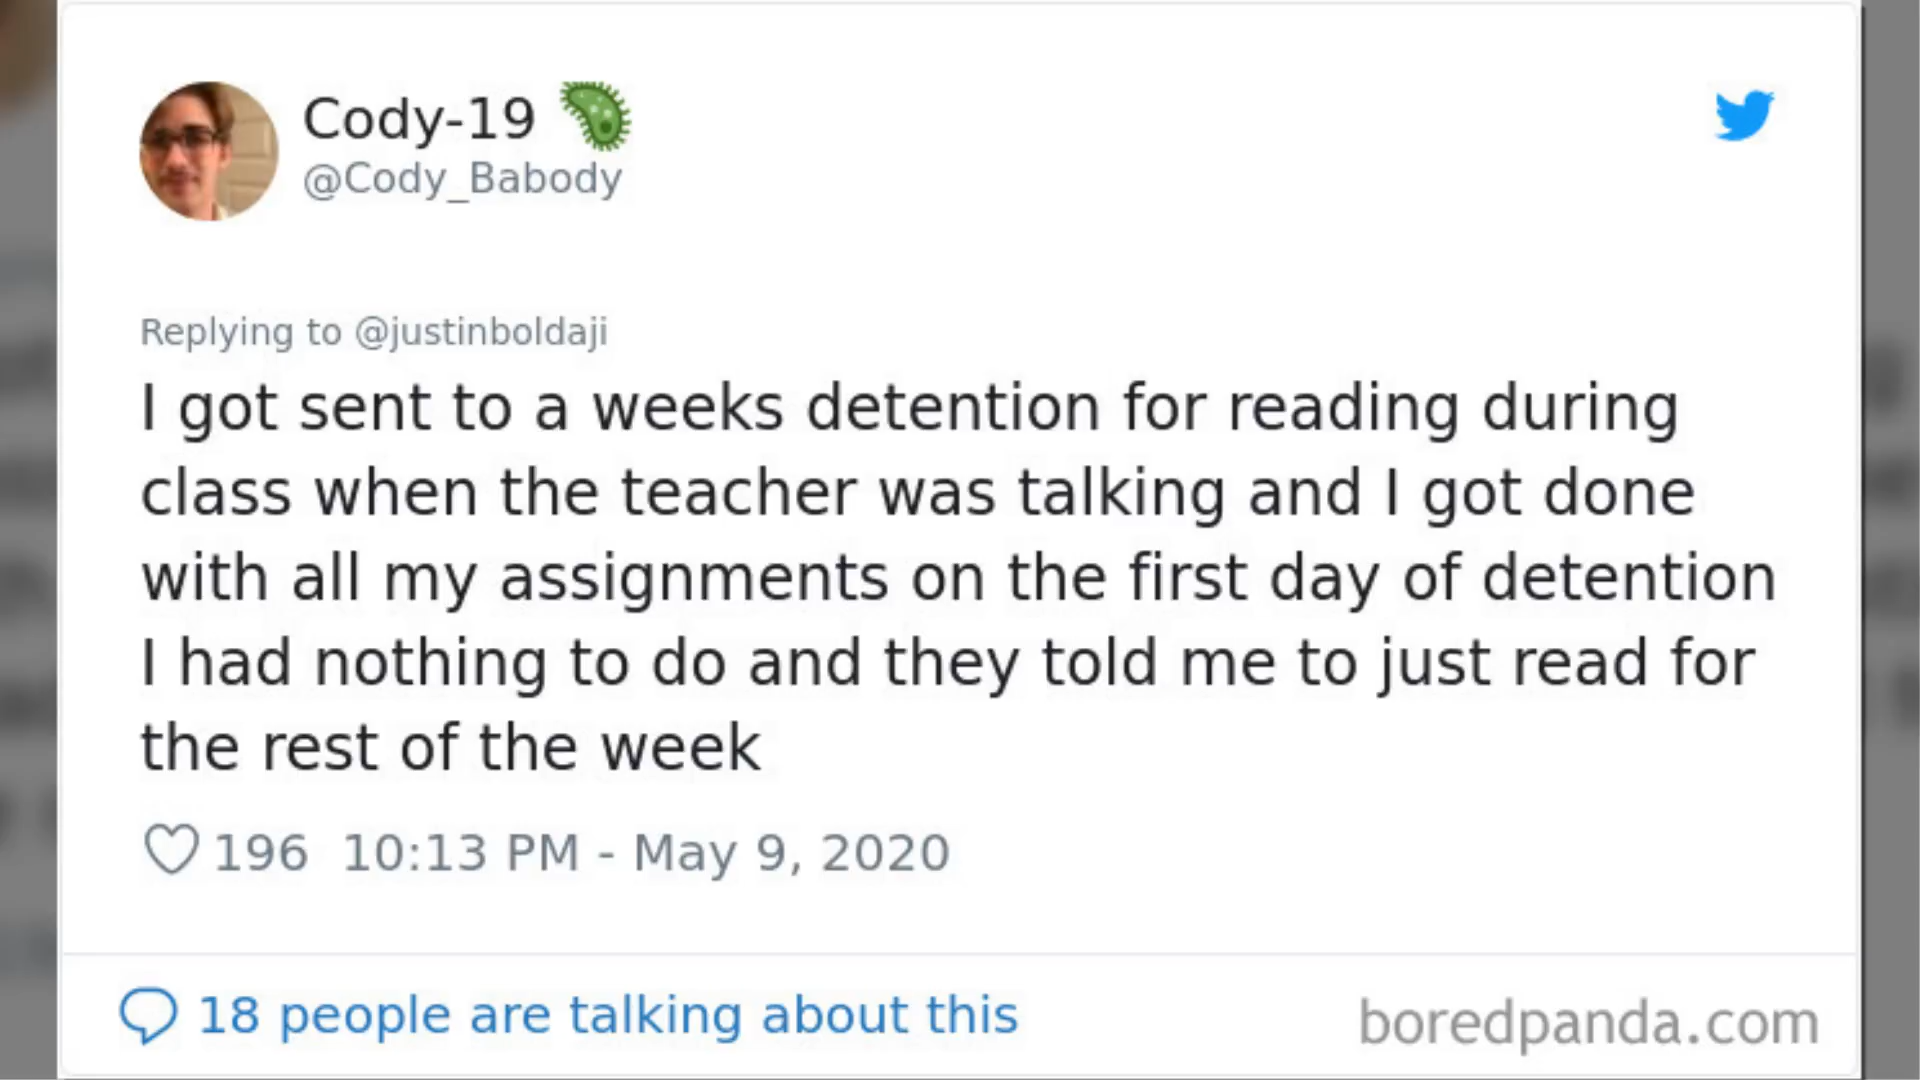 Cody-19 🦠
@Cody_Babody
Replying to @justinboldaji
I got sent to a weeks detention for reading during
class when the teacher was talking and I got done
with all my assignments on the first day of detention
I had nothing to do and they told me to just read for
the rest of the week
196 10:13 PM - May 9, 2020
18 people are talking about this
boredpanda.com